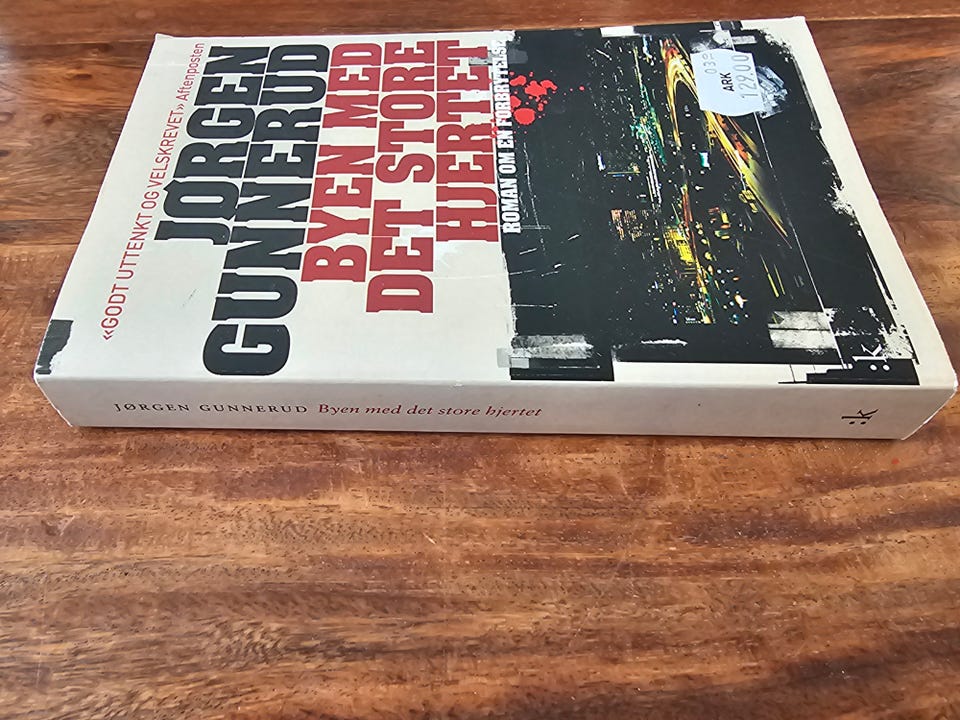 «GODT UTTENKT OG VELSKREVET» Aftenposten
JØRGEN
GUNNERUD
BYEN MED
DET STORE
HJERTET
ROMAN OM EN FORBRYTELSE
ARK
129.00
:k
JØRGEN GUNNERUD Byen med det store hjertet
:k